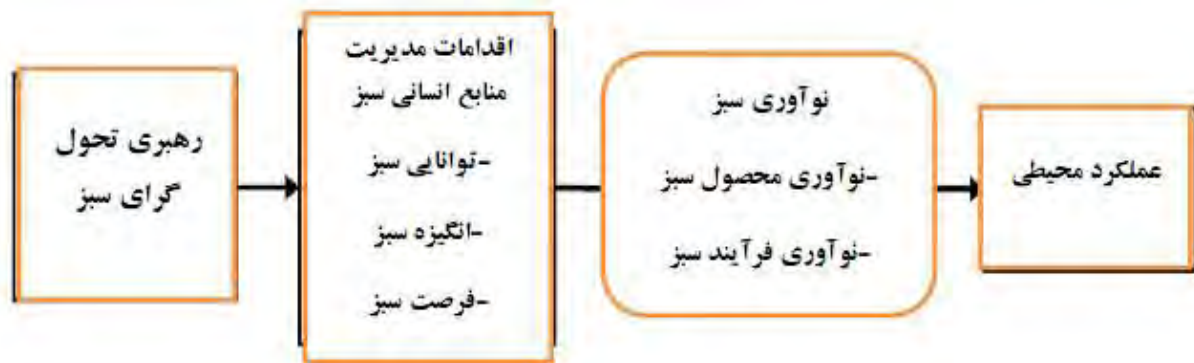 رهبری تحول
گرای سبز
اقدامات مدیریت
منابع انسانی سبز
-توانایی سبز
-انگیزه سبز
-فرصت سبز
نوآوری سبز
-نوآوری محصول سبز
-نوآوری فرآیند سبز
عملکرد محیطی